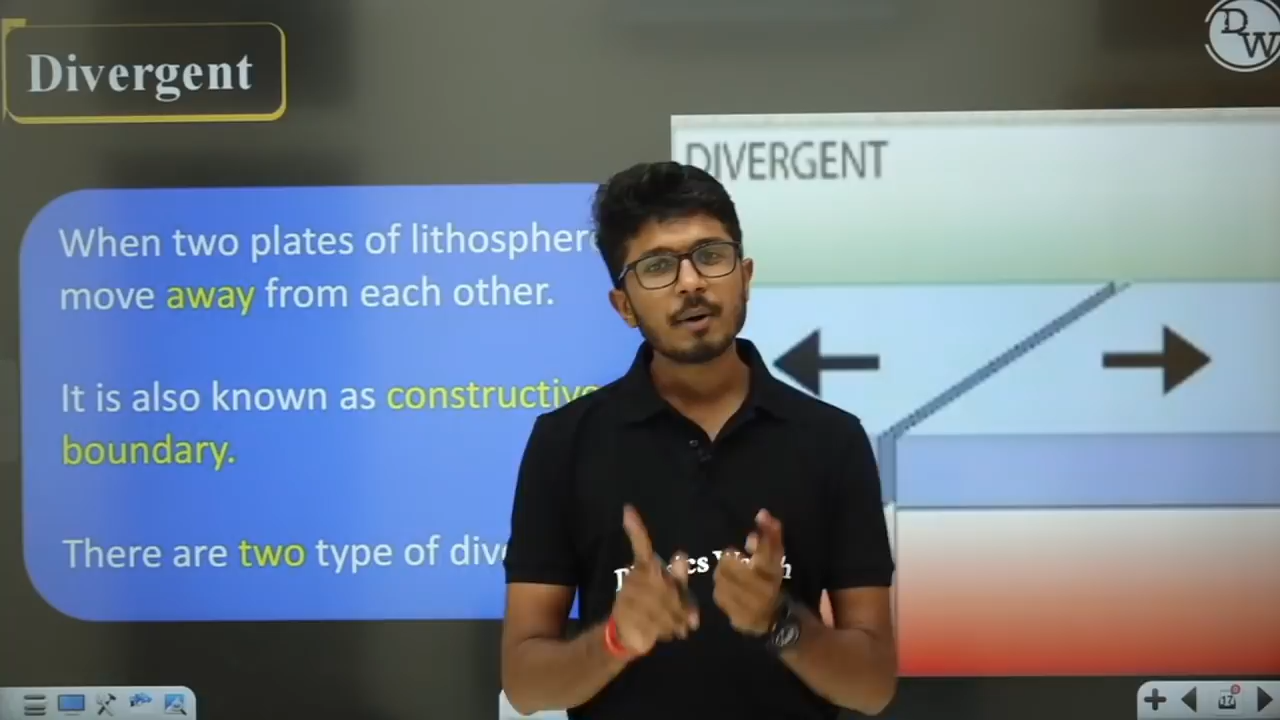 Divergent
When two plates of lithosphere
move away from each other.
It is also known as constructive
boundary.
There are two type of
DIVERGENT
17